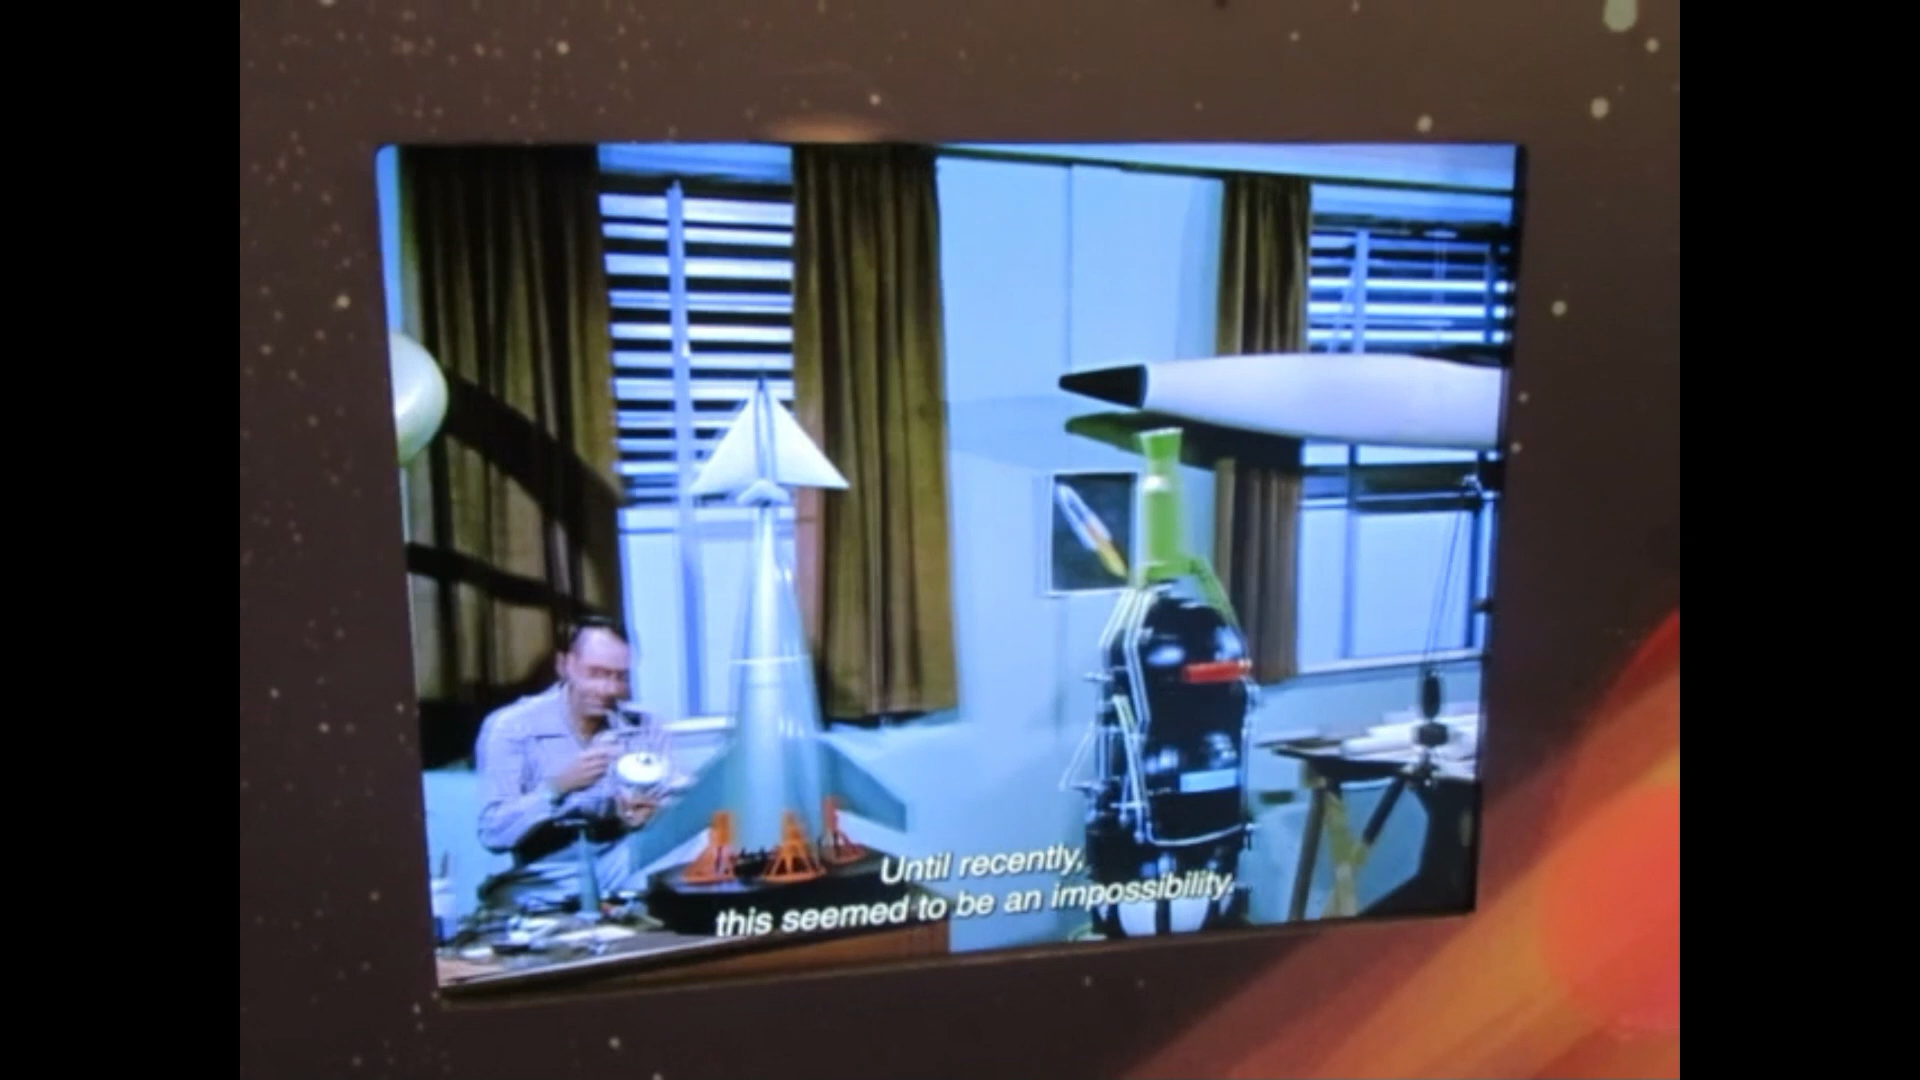 Until recently,
this seemed to be an impossibility.